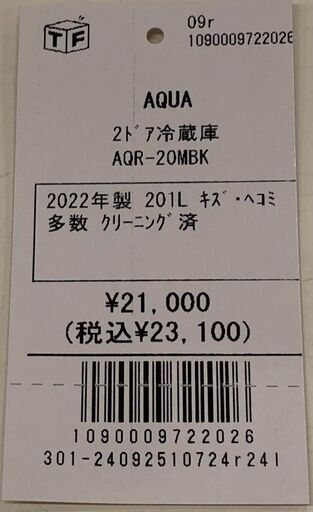 TF
09r
1090009722026
AQUA
2ﾄﾞｱ冷蔵庫
AQR-20MBK
2022年製 201L ｷｽﾞ・ﾍｺﾐ
多数 ｸﾘｰﾆﾝｸﾞ済
¥21,000
(税込¥23,100)
1090009722026
301-24092510724r24l